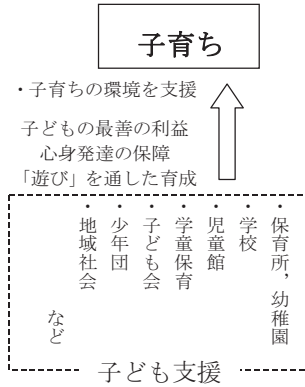 子育ち
・子育ちの環境を支援
子どもの最善の利益
心身発達の保障
「遊び」を通した育成
・保育所，幼稚園
・学校
・児童館
・学童保育
・子ども会
・少年団
・地域社会
など
子ども支援